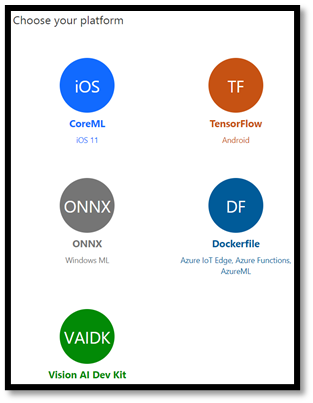 Choose your platform
iOS
CoreML
iOS 11
TF
TensorFlow
Android
ONNX
ONNX
Windows ML
DF
Dockerfile
Azure IoT Edge, Azure Functions,
AzureML
VAIDK
Vision AI Dev Kit